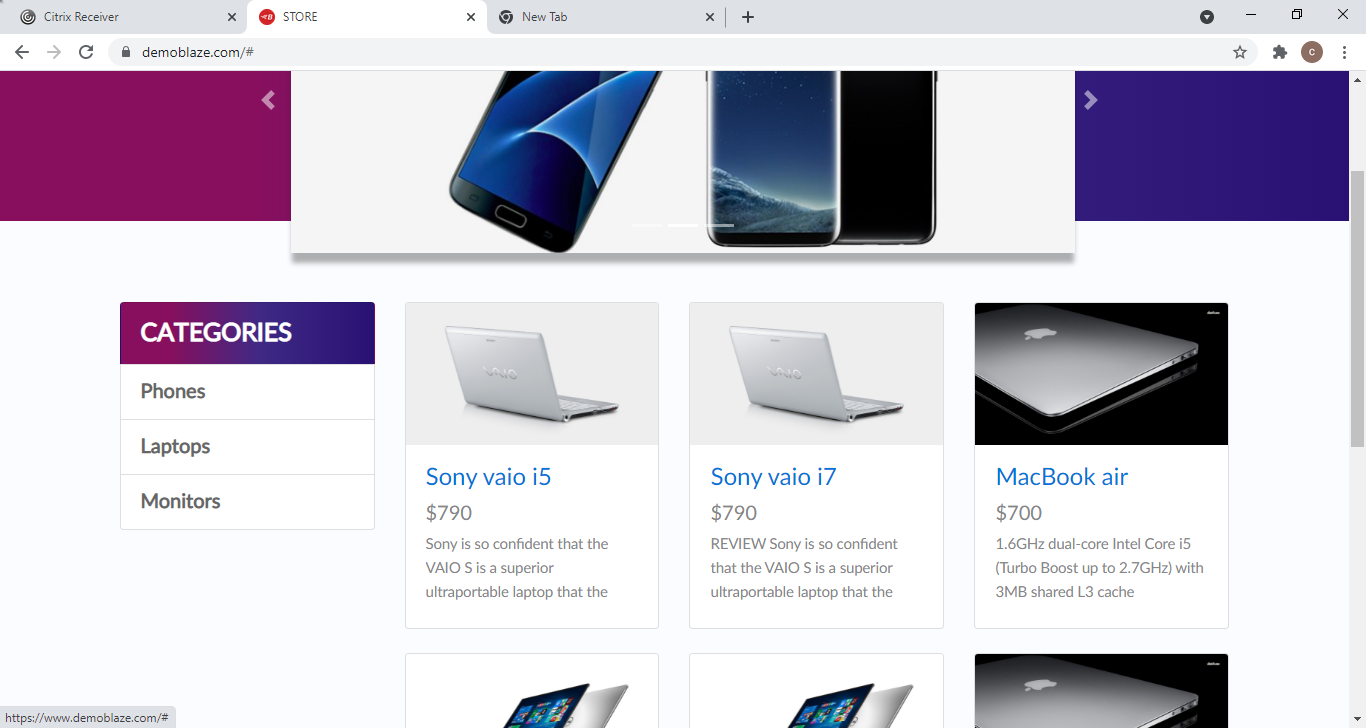 Citrix Receiver
STORE
New Tab
demoblaze.com/#
C
CATEGORIES
Phones
Laptops
Monitors
VAIO
Sony vaio i5
$790
Sony is so confident that the
VAIO S is a superior
ultraportable laptop that the
VAIO
Sony vaio i7
$790
REVIEW Sony is so confident
that the VAIO S is a superior
ultraportable laptop that the
MacBook air
$700
1.6GHz dual-core Intel Core i5
(Turbo Boost up to 2.7GHz) with
3MB shared L3 cache
https://www.demoblaze.com/#